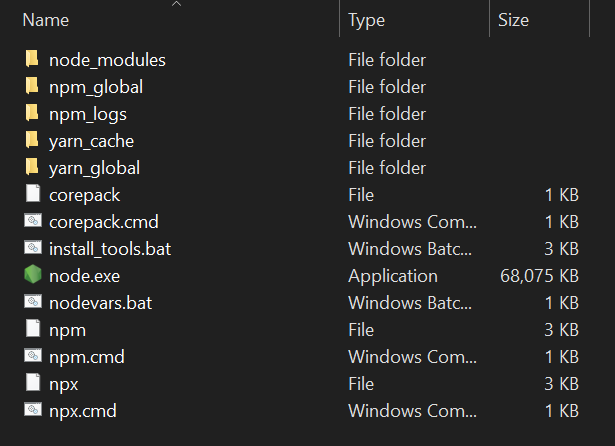 Name Type Size
node_modules File folder
npm_global File folder
npm_logs File folder
yarn_cache File folder
yarn_global File folder
corepack File 1 KB
corepack.cmd Windows Com... 1 KB
install_tools.bat Windows Batc... 3 KB
node.exe Application 68,075 KB
nodevars.bat Windows Batc... 1 KB
npm File 3 KB
npm.cmd Windows Com... 1 KB
npx File 3 KB
npx.cmd Windows Com... 1 KB